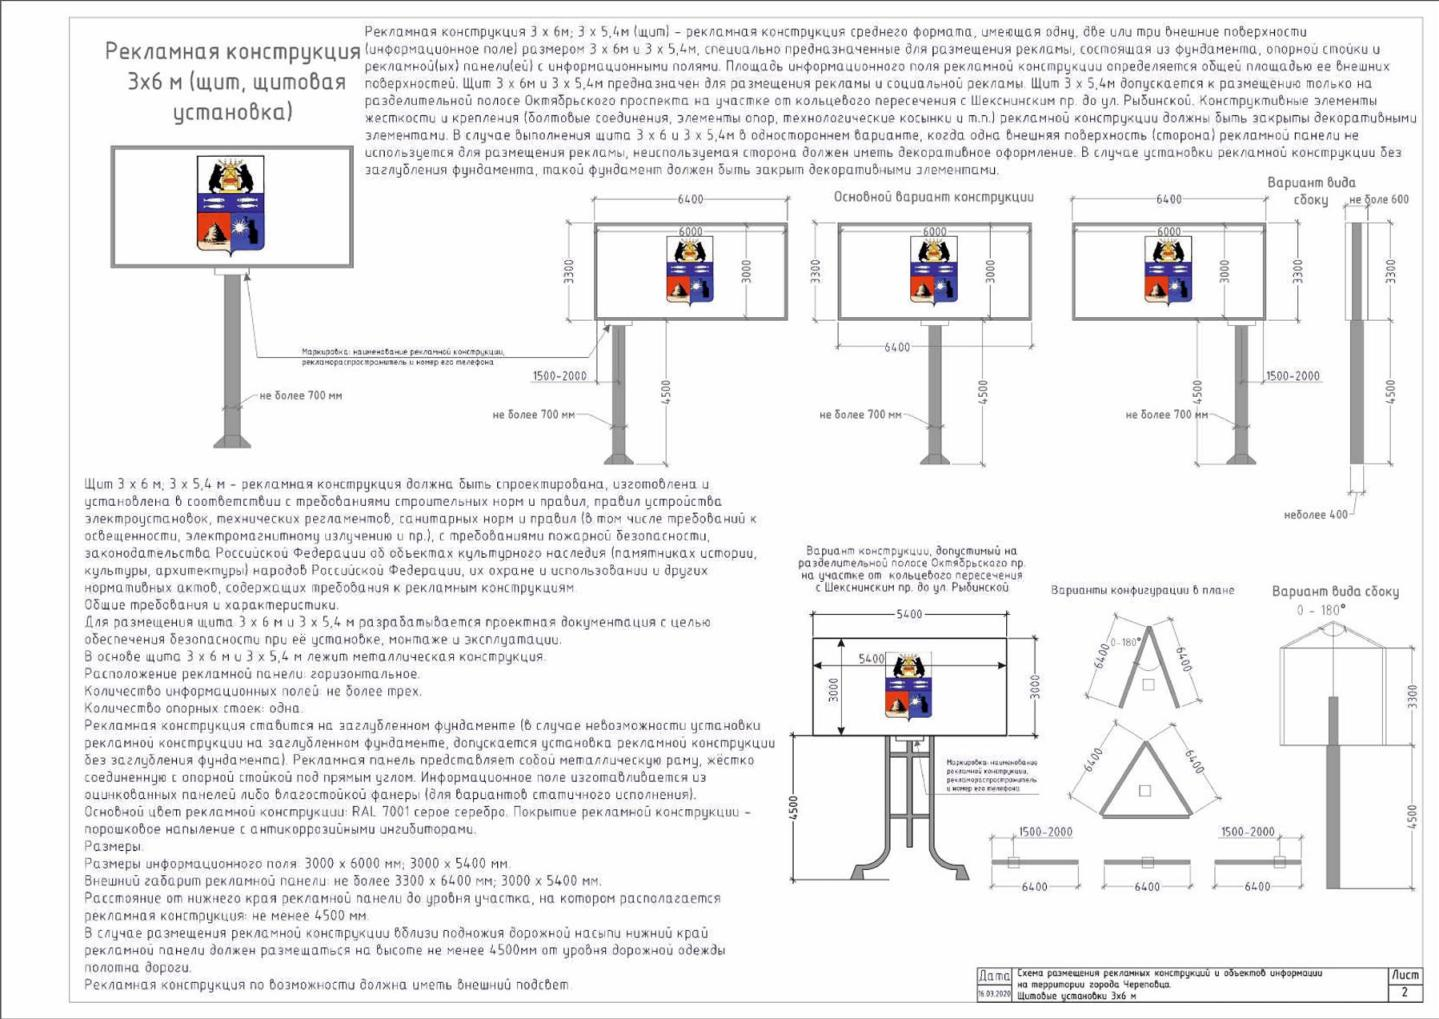 Рекламная конструкция
3х6 м (щит, щитовая
установка)
Рекламная конструкция 3 х 6м; 3 х 5,4м (щит) – рекламная конструкция среднего формата, имеющая одну, две или три внешние поверхности
(информационное поле) размером 3 х 6м и 3 х 5,4м, специально предназначенные для размещения рекламы, состоящая из фундамента, опорной стойки и
рекламной(ых) панели(ей) с информационными полями. Площадь информационного поля рекламной конструкции определяется общей площадью ее внешних
поверхностей. Щит 3 х 6м и 3 х 5,4м предназначен для размещения рекламы и социальной рекламы. Щит 3 х 5,4м допускается к размещению только на
разделительной полосе Октябрьского проспекта на участке от кольцевого пересечения с Шекснинским пр. до ул. Рыбинской. Конструктивные элементы
жесткости и крепления (болтовые соединения, элементы опор, технологические косынки и т.п.) рекламной конструкции должны быть закрыты декоративными
элементами. В случае выполнения щита 3 х 6 и 3 х 5,4м в одностороннем варианте, когда одна внешняя поверхность (сторона) рекламной панели не
используется для размещения рекламы, неиспользуемая сторона должен иметь декоративное оформление. В случае установки рекламной конструкции без
заглубления фундамента, такой фундамент должен быть закрыт декоративными элементами.
Основной вариант конструкции
Вариант вида
сбоку
не боле 600
6400
6400
6000
6000
3300
3000
3300
3000
3000
3300
3300
6400
Маркировка: наименование рекламной конструкции,
рекламораспространитель и номер его телефона
1500-2000
1500-2000
4500
4500
4500
4500
не более 700 мм
не более 700 мм
не более 700 мм
не более 700 мм
неболее 400
Щит 3 х 6 м; 3 х 5,4 м – рекламная конструкция должна быть спроектирована, изготовлена и
установлена в соответствии с требованиями строительных норм и правил, правил устройства
электроустановок, технических регламентов, санитарных норм и правил (в том числе требований к
освещенности, электромагнитному излучению и пр.), с требованиями пожарной безопасности,
законодательства Российской Федерации об объектах культурного наследия (памятниках истории,
культуры, архитектуры) народов Российской Федерации, их охране и использовании и других
нормативных актов, содержащих требования к рекламным конструкциям.
Общие требования и характеристики.
Для размещения щита 3 х 6 м и 3 х 5,4 м разрабатывается проектная документация с целью
обеспечения безопасности при её установке, монтаже и эксплуатации.
В основе щита 3 х 6 м и 3 х 5,4 м лежит металлическая конструкция.
Расположение рекламной панели: горизонтальное.
Количество информационных полей: не более трех.
Количество опорных стоек: одна.
Рекламная конструкция ставится на заглубленном фундаменте (в случае невозможности установки
рекламной конструкции на заглубленном фундаменте, допускается установка рекламной конструкции
без заглубления фундамента). Рекламная панель представляет собой металлическую раму, жёстко
соединенную с опорной стойкой под прямым углом. Информационное поле изготавливается из
оцинкованных панелей либо влагостойкой фанеры (для вариантов статичного исполнения).
Основной цвет рекламной конструкции: RAL 7001 серое серебро. Покрытие рекламной конструкции –
порошковое напыление с антикоррозийными ингибиторами.
Размеры.
Размеры информационного поля: 3000 х 6000 мм; 3000 х 5400 мм.
Внешний габарит рекламной панели: не более 3300 х 6400 мм; 3000 х 5400 мм.
Расстояние от нижнего края рекламной панели до уровня участка, на котором располагается
рекламная конструкция: не менее 4500 мм.
В случае размещения рекламной конструкции вблизи подножия дорожной насыпи нижний край
рекламной панели должен размещаться на высоте не менее 4500мм от уровня дорожной одежды
полотна дороги.
Рекламная конструкция по возможности должна иметь внешний подсвет.
Вариант конструкции, допустимый на
разделительной полосе Октябрьского пр.
на участке от кольцевого пересечения
с Шекснинским пр. до ул. Рыбинской
5400
5400
3000
3000
4500
Маркировка: наименование
рекламной конструкции,
рекламораспространитель
и номер его телефона
Варианты конфигурации в плане
0-180°
6400
6400
6400
6400
1500-2000
1500-2000
6400
6400
6400
Вариант вида сбоку
0 - 180°
3300
4500
Дата
16.03.2020
Схема размещения рекламных конструкций и объектов информации
на территории города Череповца.
Щитовые установки 3х6 м
Лист
2